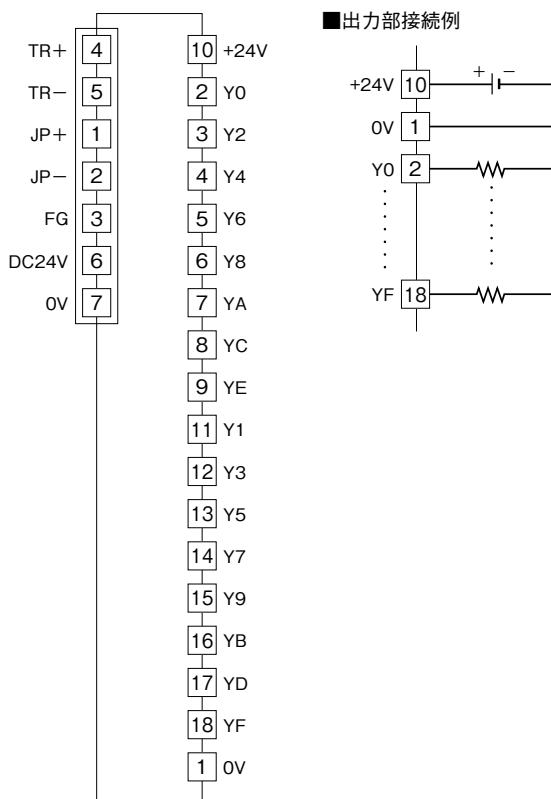 TR+ 4
TR− 5
JP+ 1
JP− 2
FG 3
DC24V 6
0V 7
10 +24V
2 Y0
3 Y2
4 Y4
5 Y6
6 Y8
7 YA
8 YC
9 YE
11 Y1
12 Y3
13 Y5
14 Y7
15 Y9
16 YB
17 YD
18 YF
1 0V
■出力部接続例
+24V 10 + −
0V 1
Y0 2
YF 18